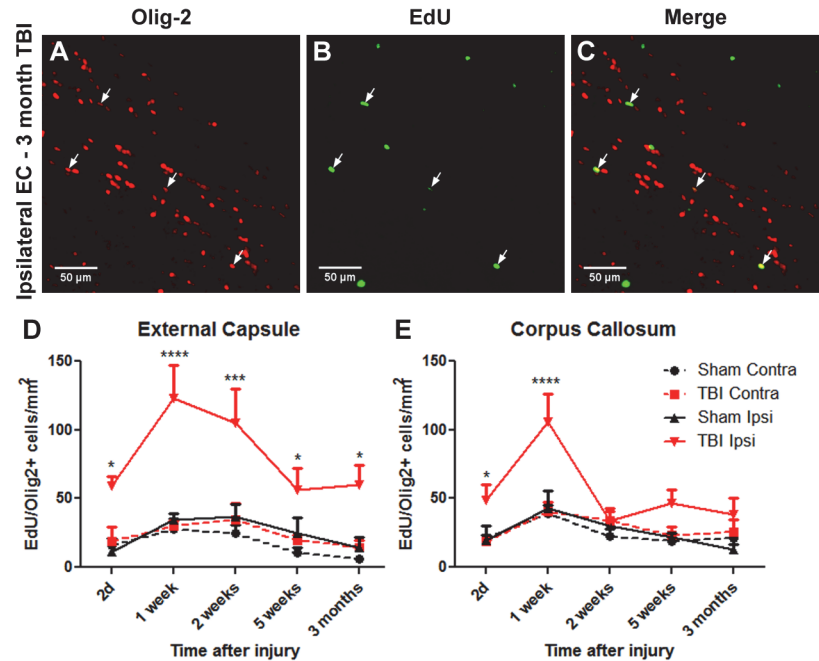 Olig-2 EdU Merge
Ipsilateral EC - 3 month TBI
A B C
50 µm 50 µm 50 µm
D External Capsule
150
100
50
0
EdU/Olig2+ cells/mm²
* **** *** * *
2d 1 week 2 weeks 5 weeks 3 months
Time after injury
E Corpus Callosum
150
100
50
0
EdU/Olig2+ cells/mm²
* ****
2d 1 week 2 weeks 5 weeks 3 months
Time after injury
Sham Contra
TBI Contra
Sham Ipsi
TBI Ipsi